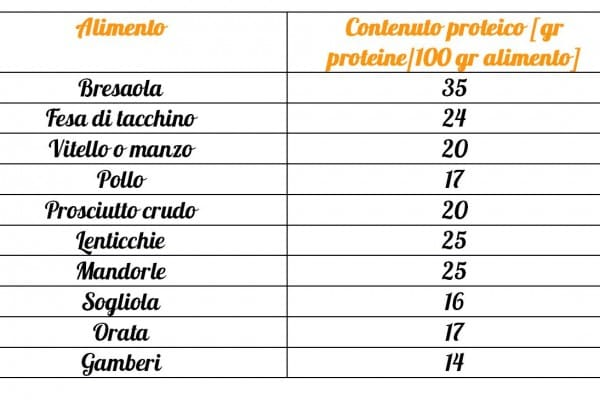 Alimento Contenuto proteico [gr
proteine/100 gr alimento]
Bresaola 35
Fesa di tacchino 24
Vitello o manzo 20
Pollo 17
Prosciutto crudo 20
Lenticchie 25
Mandorle 25
Sogliola 16
Orata 17
Gamberi 14